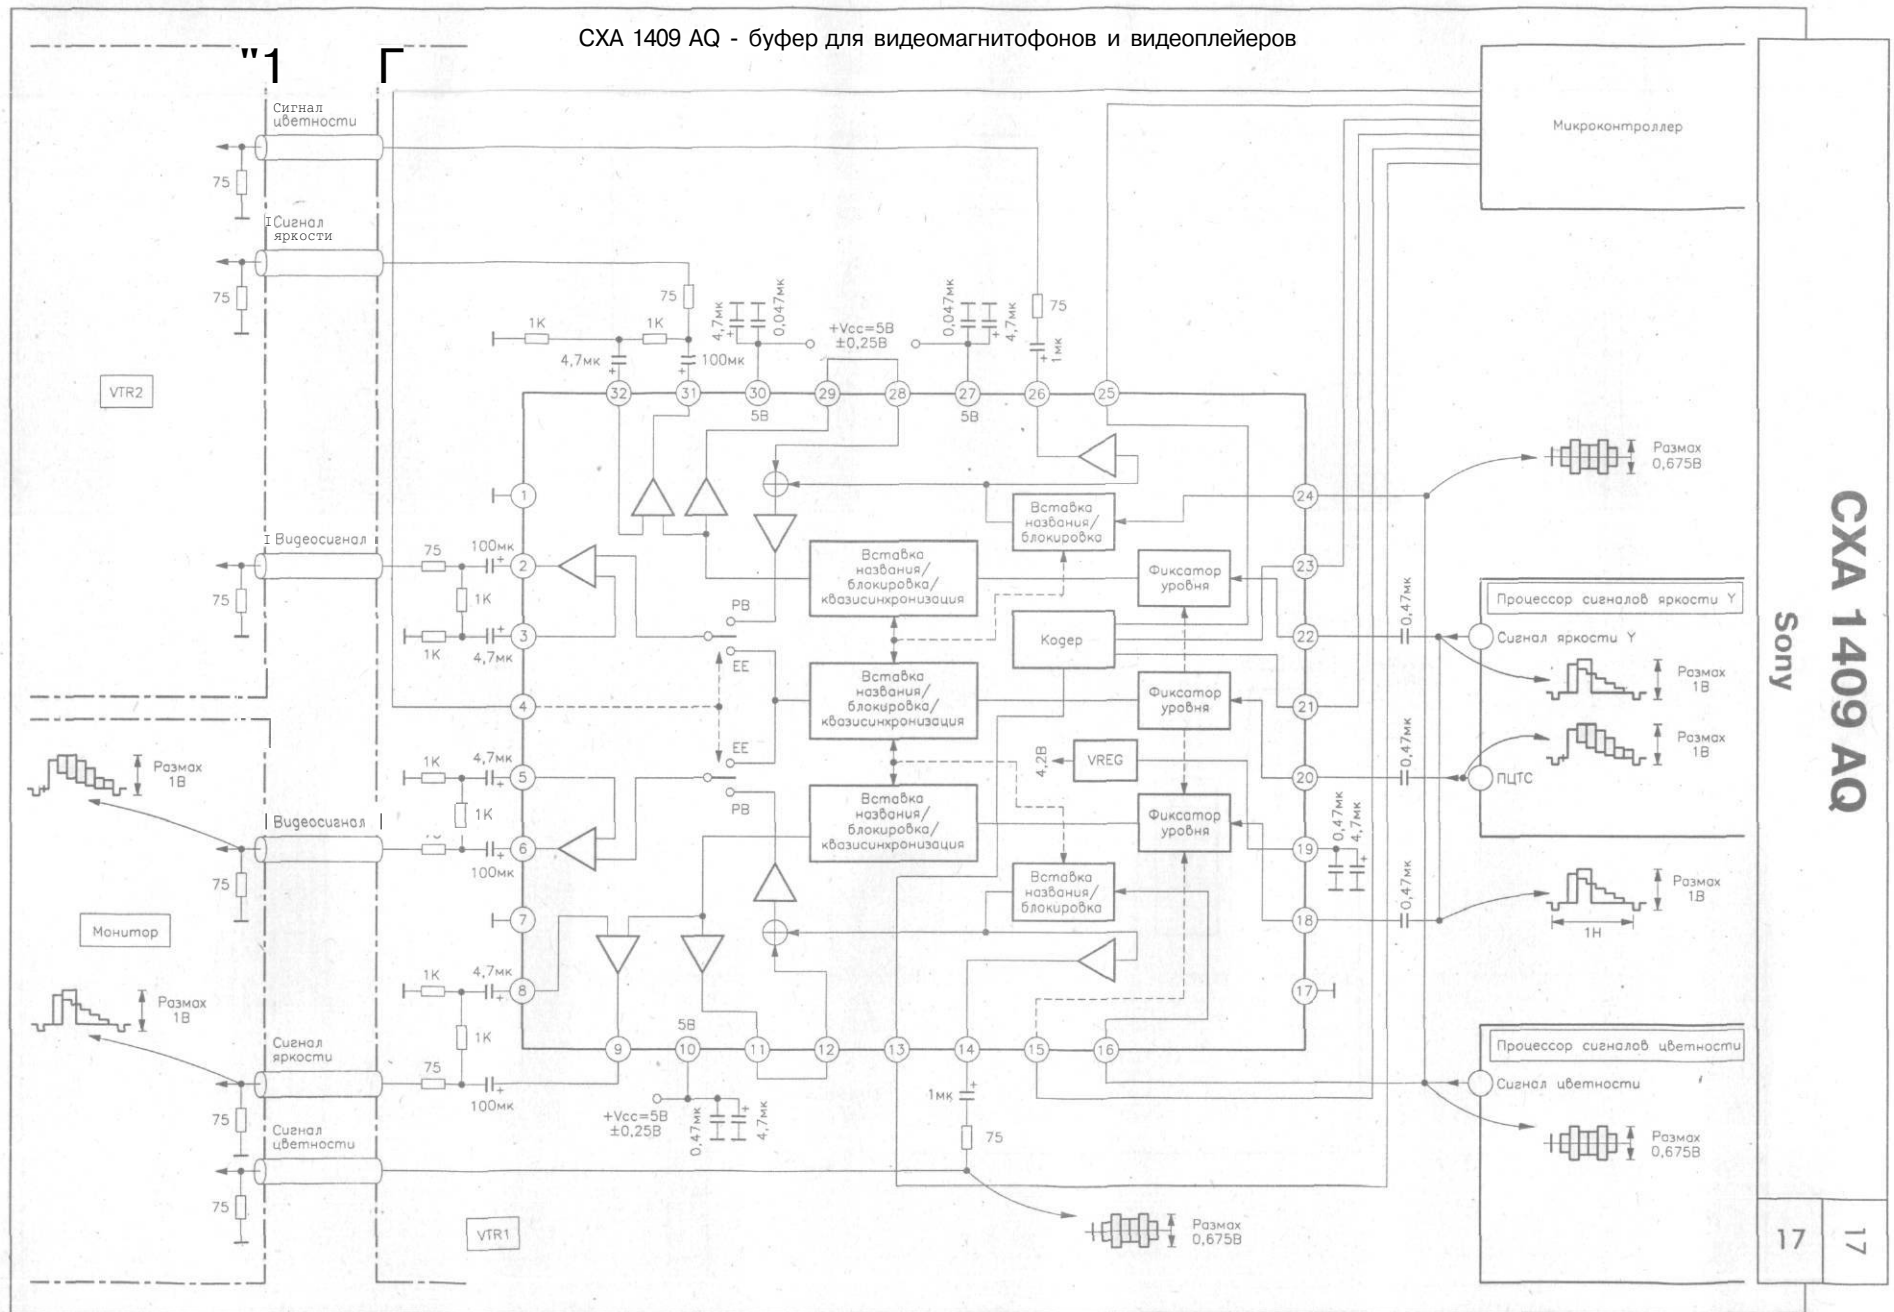 CXA 1409 AQ - буфер для видеомагнитофонов и видеоплейеров
"1
Г
Сигнал
цветности
75
Сигнал
яркости
75
VTR2
Видеосигнал
75
75
100мк
+
1К
1К
4,7мк
+
Микроконтроллер
75
1К
1К
4,7мк
+
100мк
+
4,7мк
+
0,047мк
+Vcc=5В
±0,25В
0,047мк
4,7мк
+
75
1мк
+
32
31
30
29
28
27
26
25
5В
5В
1
2
3
4
5
6
7
8
24
23
22
21
20
19
18
17
9
10
11
12
13
14
15
16
Вставка
названия/
блокировка
Вставка
названия/
блокировка/
квазисинхронизация
Фиксатор
уровня
PB
EE
Кодер
Вставка
названия/
блокировка/
квазисинхронизация
Фиксатор
уровня
EE
PB
4,2В
VREG
Вставка
названия/
блокировка/
квазисинхронизация
Фиксатор
уровня
Вставка
названия/
блокировка
Размах
0,675В
0,47мк
Процессор сигналов яркости Y
Сигнал яркости Y
Размах
1В
0,47мк
Размах
1В
ПЦТС
0,47мк
4,7мк
+
0,47мк
Размах
1В
1Н
Процессор сигналов цветности
Сигнал цветности
Размах
0,675В
Размах
1В
1К
4,7мк
+
1К
Видеосигнал
75
100мк
+
Монитор
Размах
1В
1К
4,7мк
+
1К
Сигнал
яркости
75
100мк
+
75
Сигнал
цветности
75
VTR1
5В
+Vcc=5В
±0,25В
0,47мк
4,7мк
+
1мк
+
75
Размах
0,675В
CXA 1409 AQ
Sony
17
17